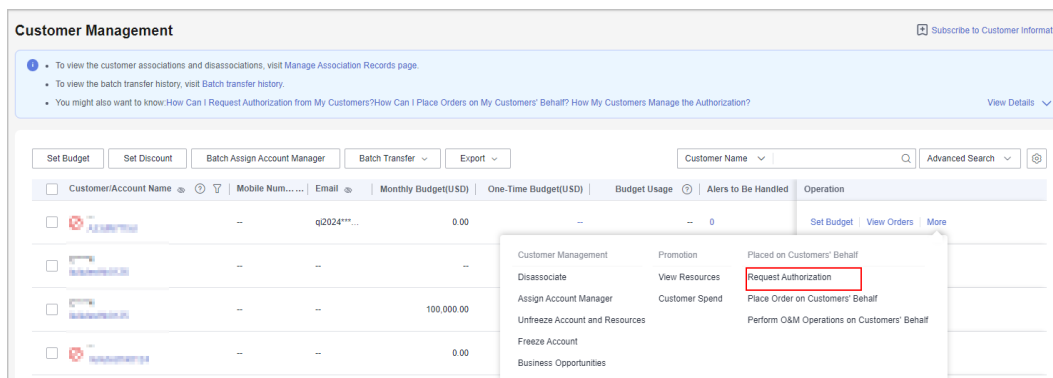 Customer Management
Subscribe to Customer Informat
To view the customer associations and disassociations, visit Manage Association Records page.
To view the batch transfer history, visit Batch transfer history.
You might also want to know:How Can I Request Authorization from My Customers?How Can I Place Orders on My Customers' Behalf? How My Customers Manage the Authorization?
View Details
Set Budget Set Discount Batch Assign Account Manager Batch Transfer Export Customer Name Advanced Search
Customer/Account Name Mobile Num... ... Email Monthly Budget(USD) One-Time Budget(USD) Budget Usage Alers to Be Handled Operation
-- qi2024***... 0.00 -- -- 0 Set Budget View Orders More
Customer Management Promotion Placed on Customers' Behalf
-- -- --
Disassociate View Resources Request Authorization
Assign Account Manager Customer Spend Place Order on Customers' Behalf
-- -- 100,000.00
Unfreeze Account and Resources Perform O&M Operations on Customers' Behalf
Freeze Account
-- -- 0.00
Business Opportunities